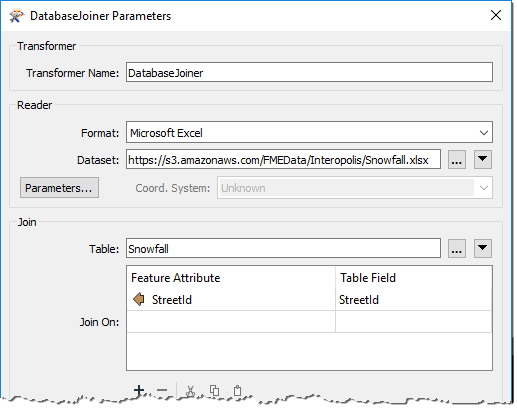 DatabaseJoiner Parameters
Transformer
Transformer Name: DatabaseJoiner
Reader
Format: Microsoft Excel
Dataset: https://s3.amazonaws.com/FMEData/Interopolis/Snowfall.xlsx ...
Parameters... Coord. System: Unknown
Join
Table: Snowfall ...
Feature Attribute Table Field
StreetId StreetId
Join On: